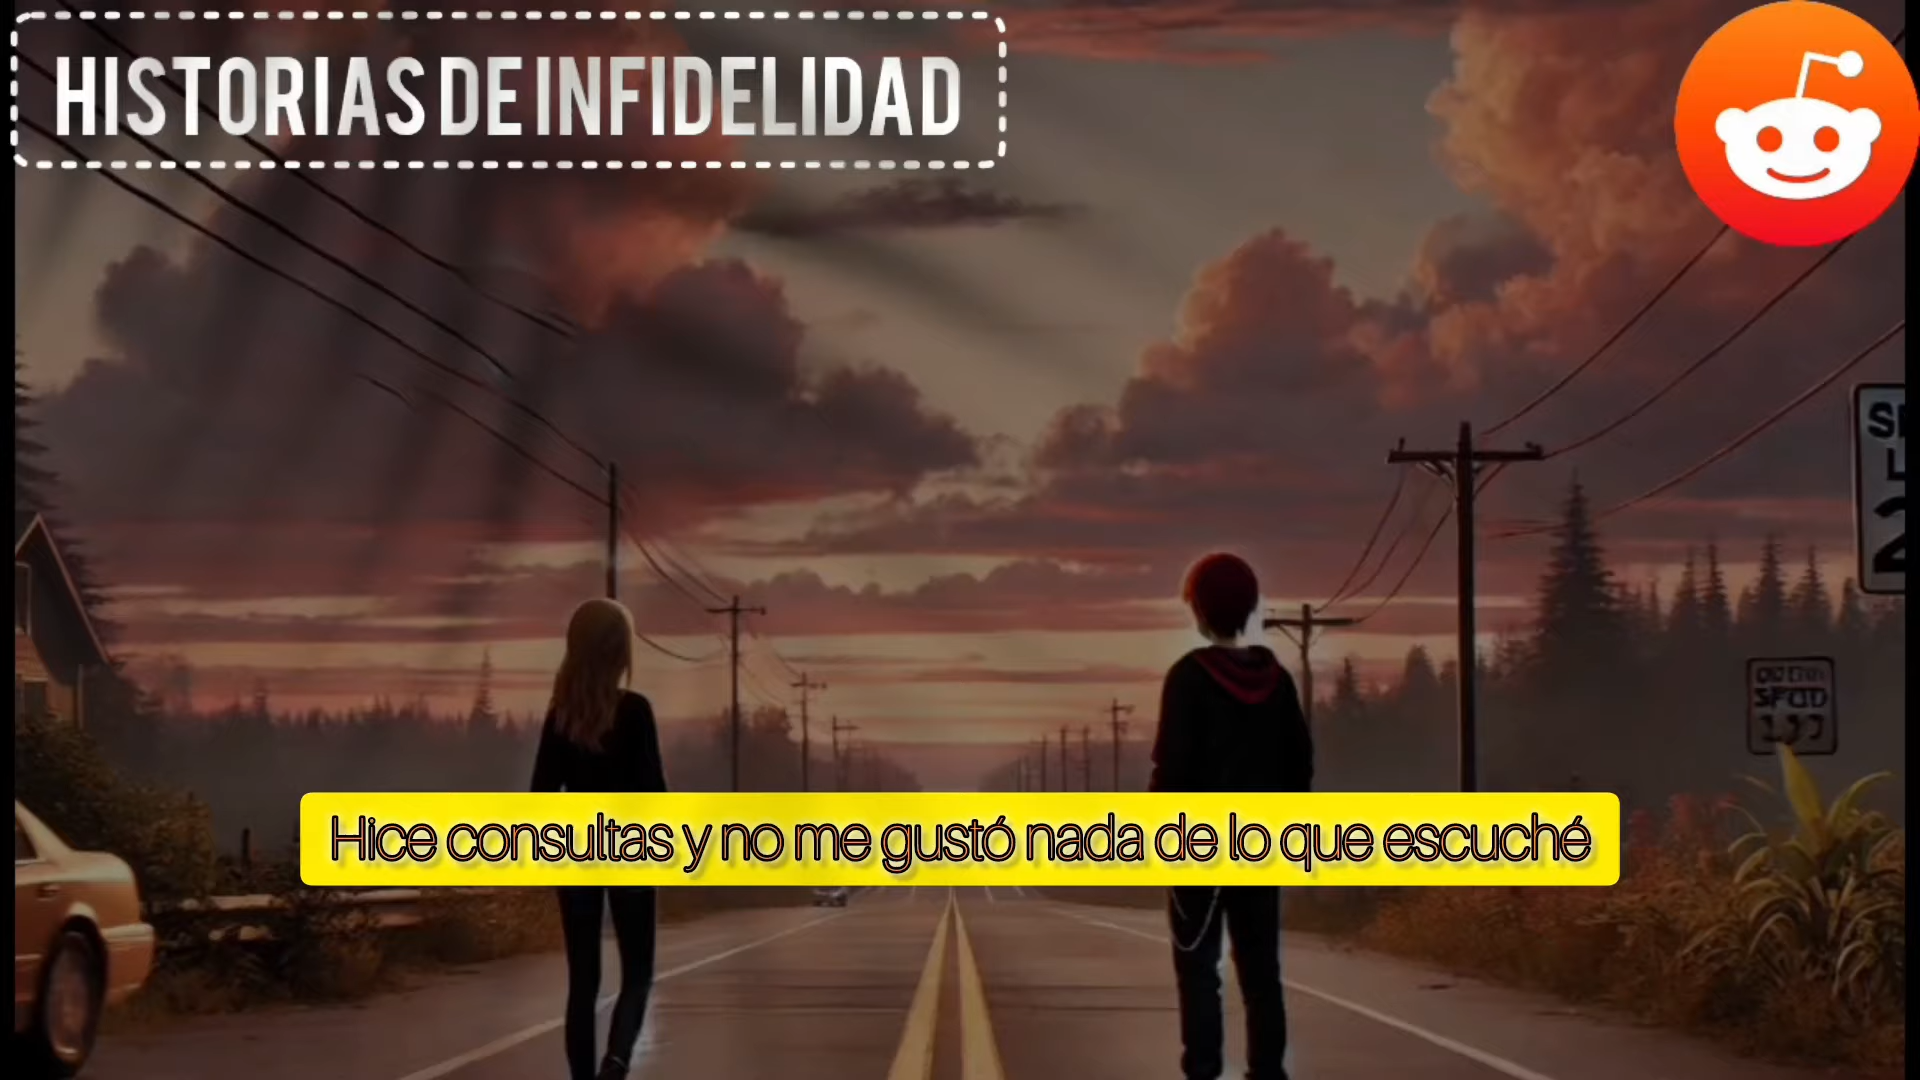 HISTORIAS DE INFIDELIDAD
Hice consultas y no me gustó nada de lo que escuché